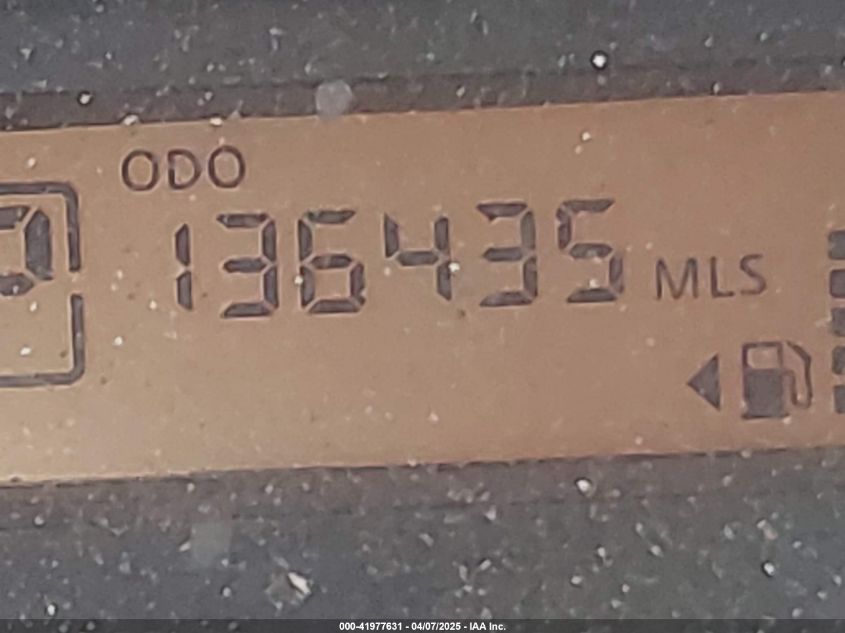 ODO
P 136435 MLS
000-41977631 - 04/07/2025 - IAA Inc.